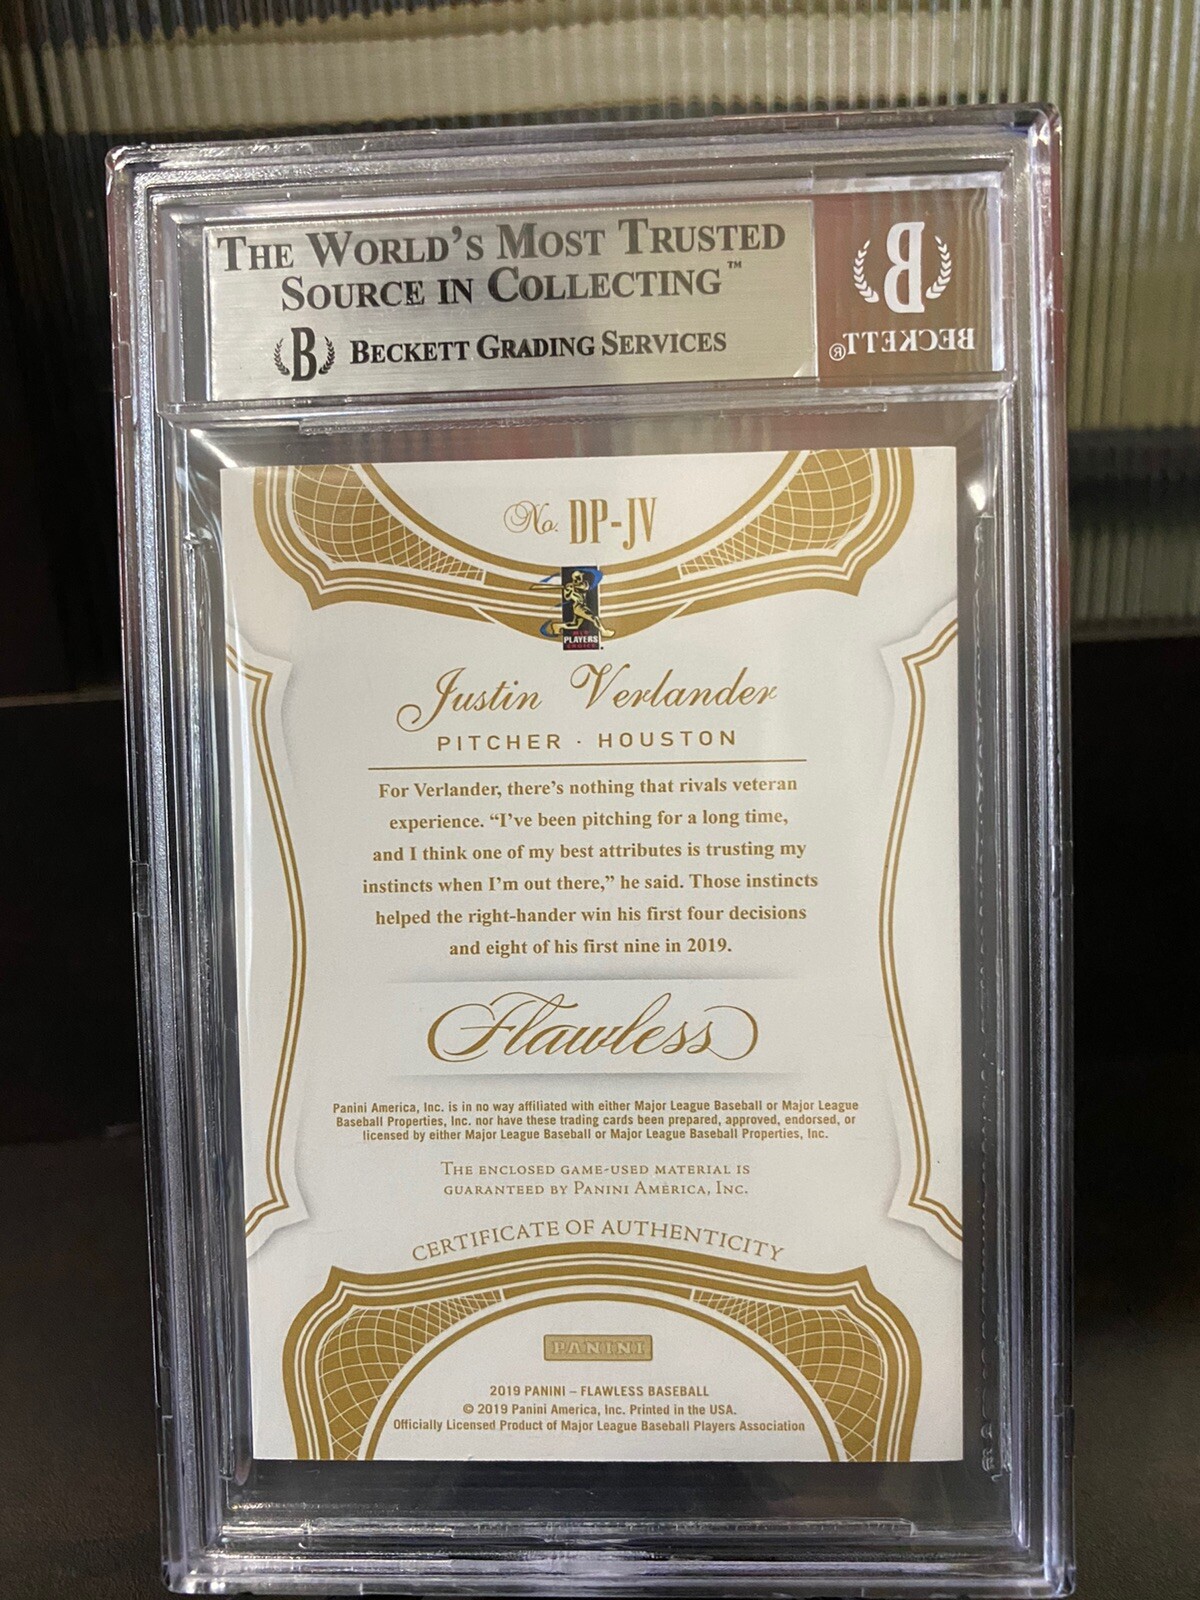 THE WORLD'S MOST TRUSTED
SOURCE IN COLLECTING™
B BECKETT GRADING SERVICES
B
BECKETT®
No. DP-JV
MLB
PLAYERS
CHOICE
Justin Verlander
PITCHER · HOUSTON
For Verlander, there's nothing that rivals veteran
experience. “I've been pitching for a long time,
and I think one of my best attributes is trusting my
instincts when I'm out there,” he said. Those instincts
helped the right-hander win his first four decisions
and eight of his first nine in 2019.
Flawless
Panini America, Inc. is in no way affiliated with either Major League Baseball or Major League
Baseball Properties, Inc. nor have these trading cards been prepared, approved, endorsed, or
licensed by either Major League Baseball or Major League Baseball Properties, Inc.
THE ENCLOSED GAME-USED MATERIAL IS
GUARANTEED BY PANINI AMERICA, INC.
CERTIFICATE OF AUTHENTICITY
PANINI
2019 PANINI – FLAWLESS BASEBALL
© 2019 Panini America, Inc. Printed in the USA.
Officially Licensed Product of Major League Baseball Players Association